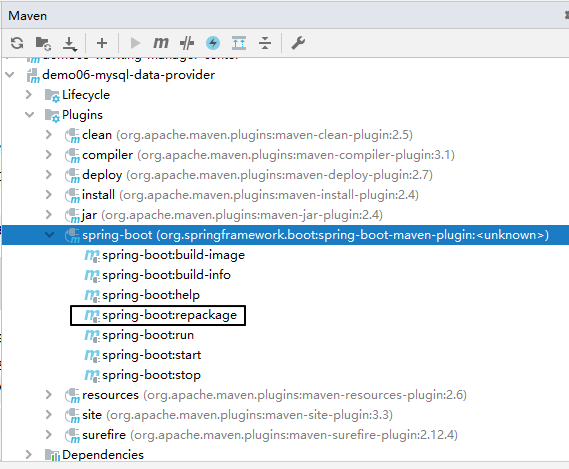 Maven
demo06-mysql-data-provider
Lifecycle
Plugins
clean (org.apache.maven.plugins:maven-clean-plugin:2.5)
compiler (org.apache.maven.plugins:maven-compiler-plugin:3.1)
deploy (org.apache.maven.plugins:maven-deploy-plugin:2.7)
install (org.apache.maven.plugins:maven-install-plugin:2.4)
jar (org.apache.maven.plugins:maven-jar-plugin:2.4)
spring-boot (org.springframework.boot:spring-boot-maven-plugin:<unknown>)
spring-boot:build-image
spring-boot:build-info
spring-boot:help
spring-boot:repackage
spring-boot:run
spring-boot:start
spring-boot:stop
resources (org.apache.maven.plugins:maven-resources-plugin:2.6)
site (org.apache.maven.plugins:maven-site-plugin:3.3)
surefire (org.apache.maven.plugins:maven-surefire-plugin:2.12.4)
Dependencies